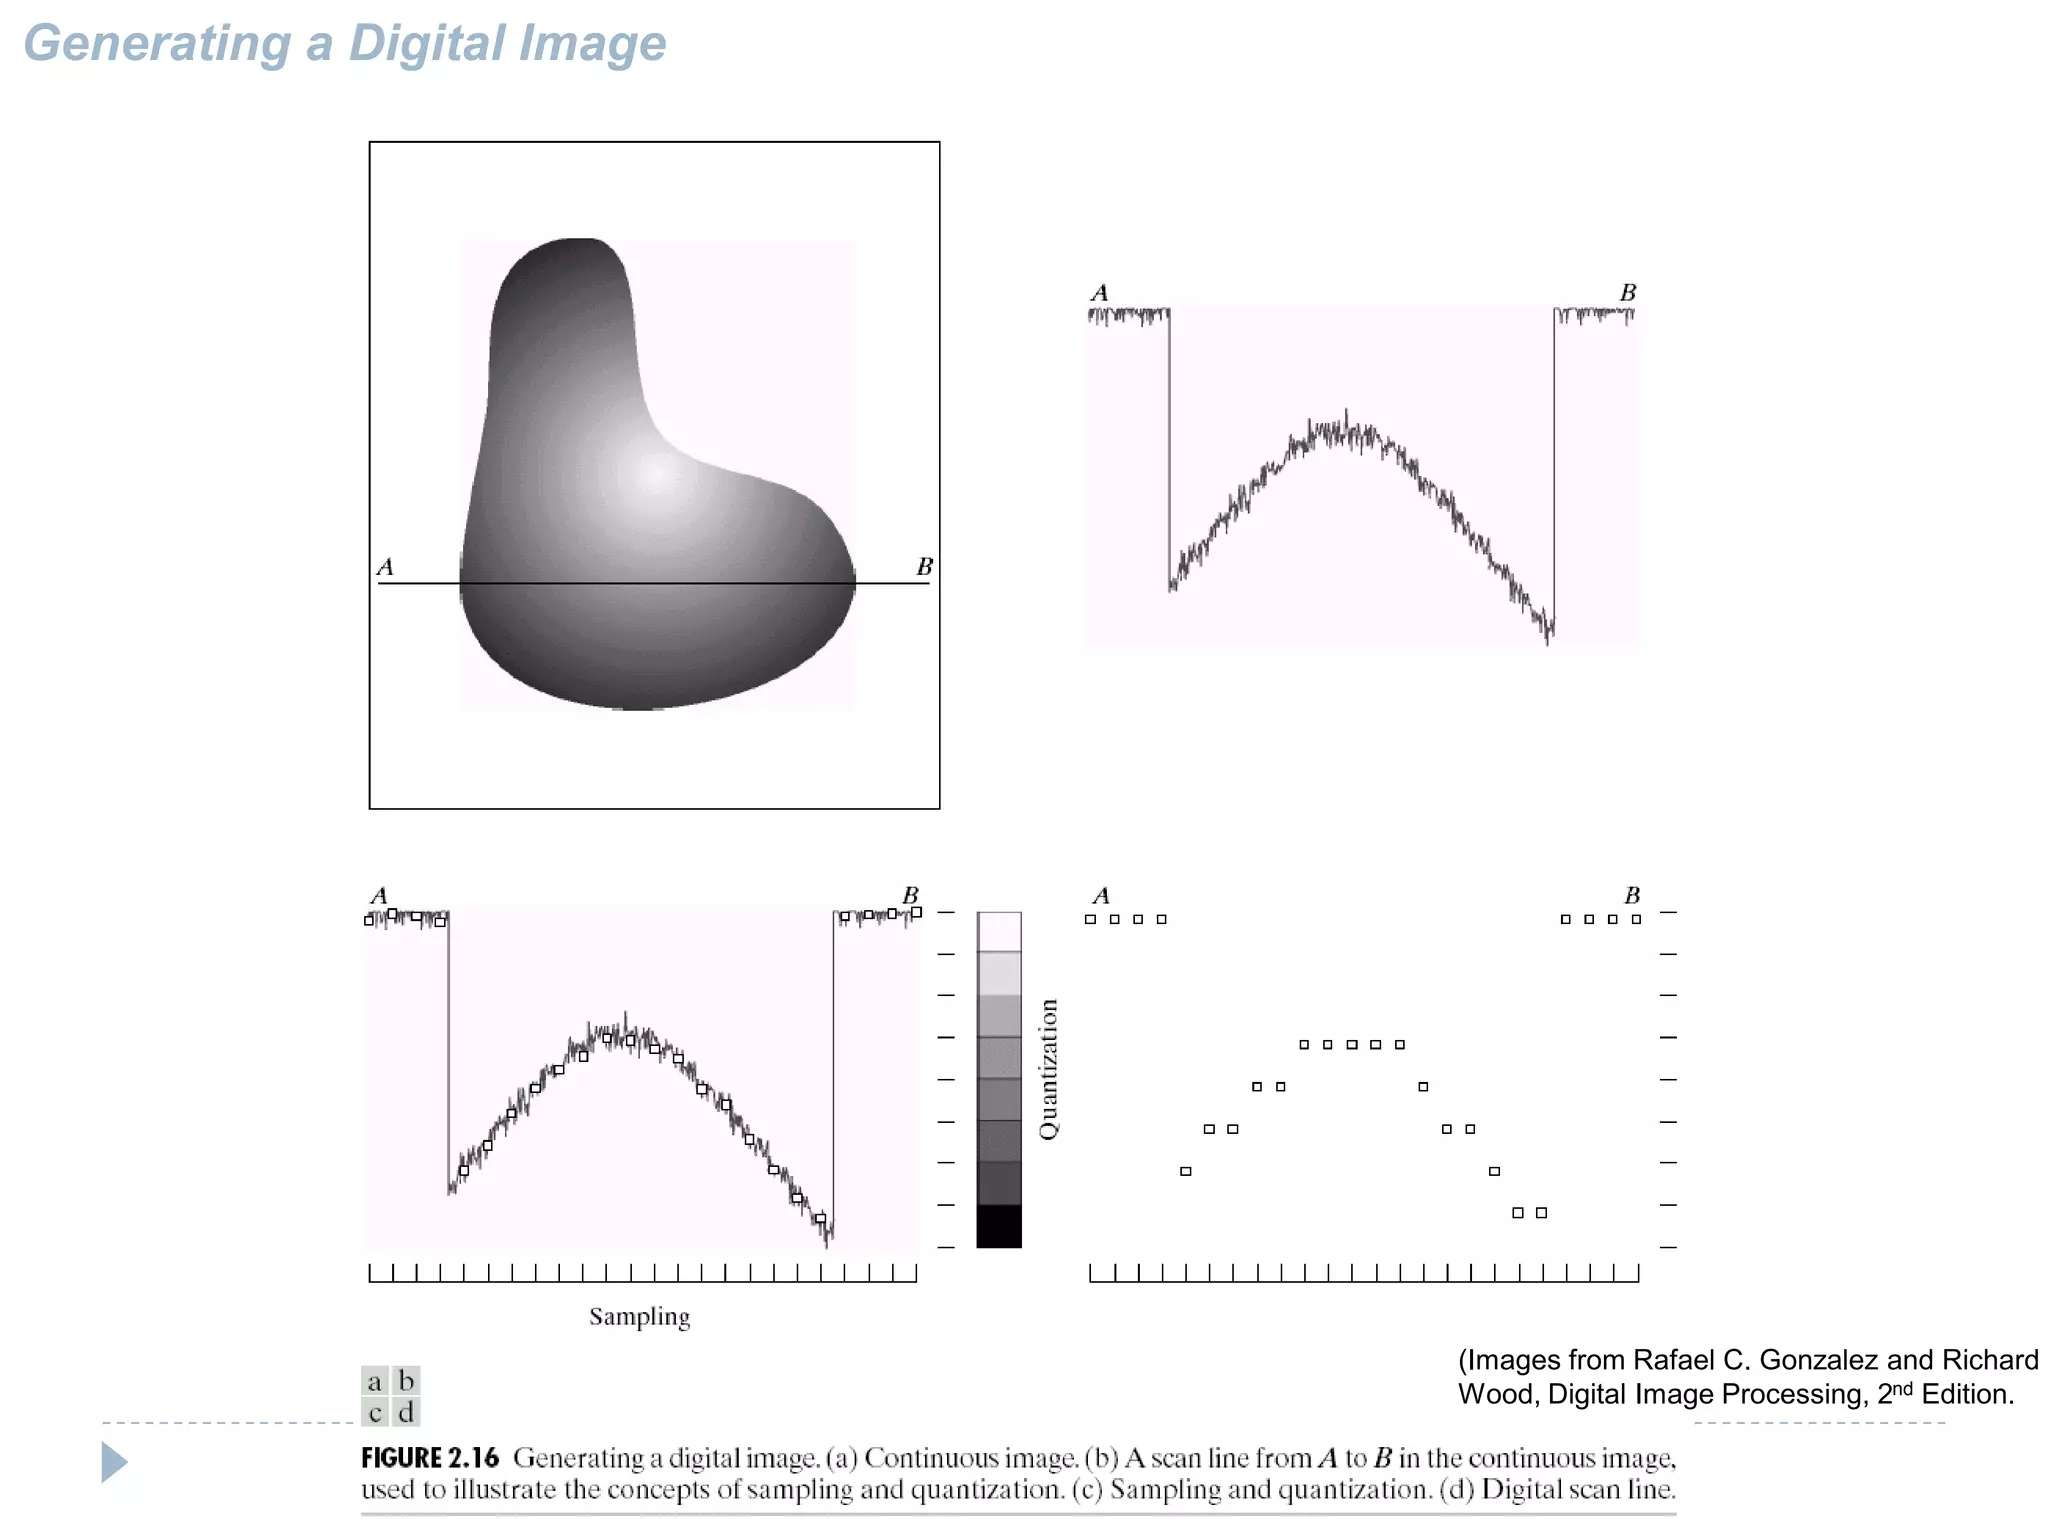 Generating a Digital Image
A B
A B
A B
Quantization
Sampling
A B
(Images from Rafael C. Gonzalez and Richard
Wood, Digital Image Processing, 2nd Edition.
a b
c d
FIGURE 2.16 Generating a digital image. (a) Continuous image. (b) A scan line from A to B in the continuous image,
used to illustrate the concepts of sampling and quantization. (c) Sampling and quantization. (d) Digital scan line.